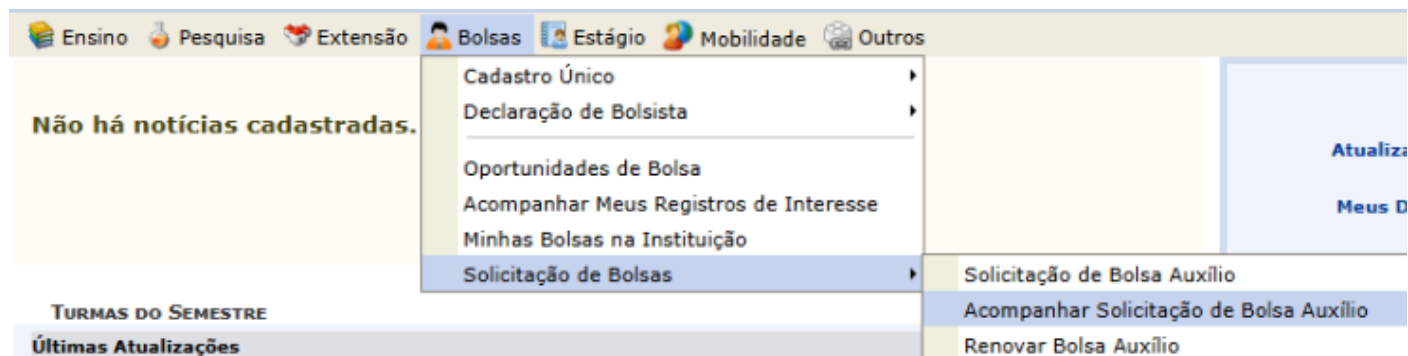 Ensino Pesquisa Extensão Bolsas Estágio Mobilidade Outros
Cadastro Único
Declaração de Bolsista
Não há notícias cadastradas.
Oportunidades de Bolsa
Acompanhar Meus Registros de Interesse
Minhas Bolsas na Instituição
Solicitação de Bolsas
Solicitação de Bolsa Auxílio
Acompanhar Solicitação de Bolsa Auxílio
Renovar Bolsa Auxílio
Meus D
TURMAS DO SEMESTRE
Últimas Atualizações